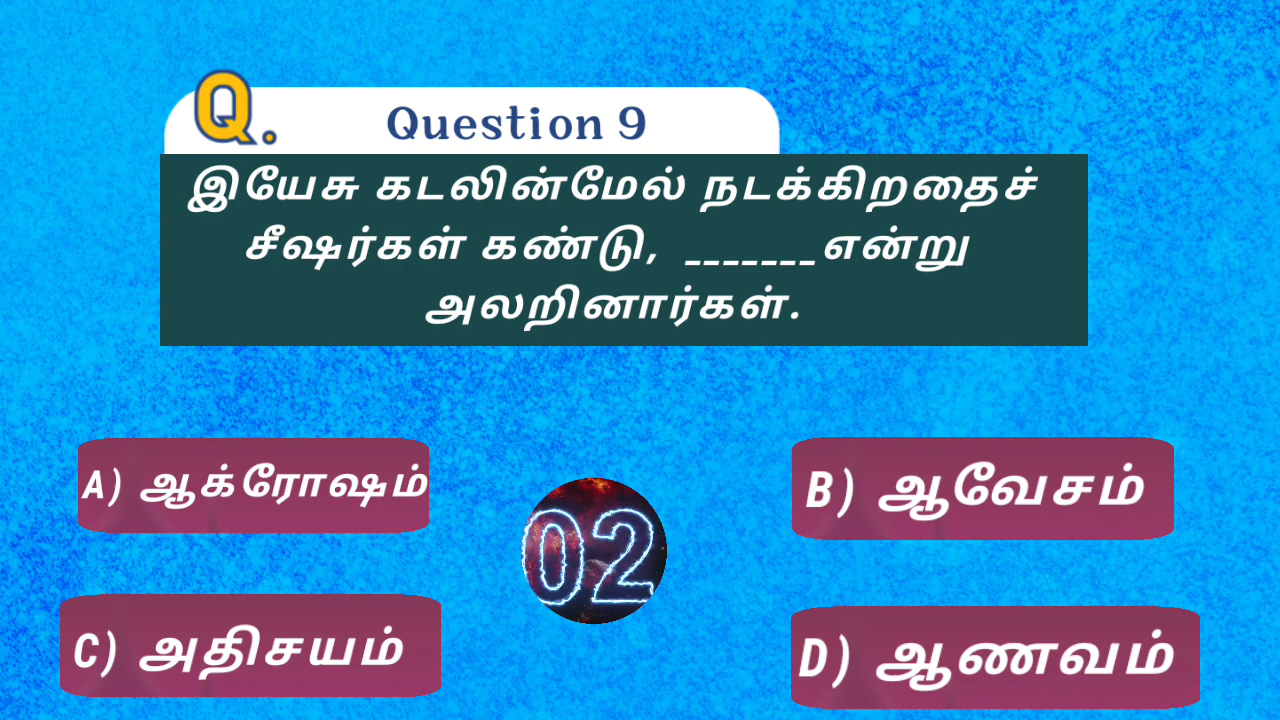 Q.
Question 9
இயேசு கடலின்மேல் நடக்கிறதைச்
சீஷர்கள் கண்டு, _______என்று
அலறினார்கள்.
A) ஆக்ரோஷம்
B) ஆவேசம்
02
C) அதிசயம்
D) ஆணவம்